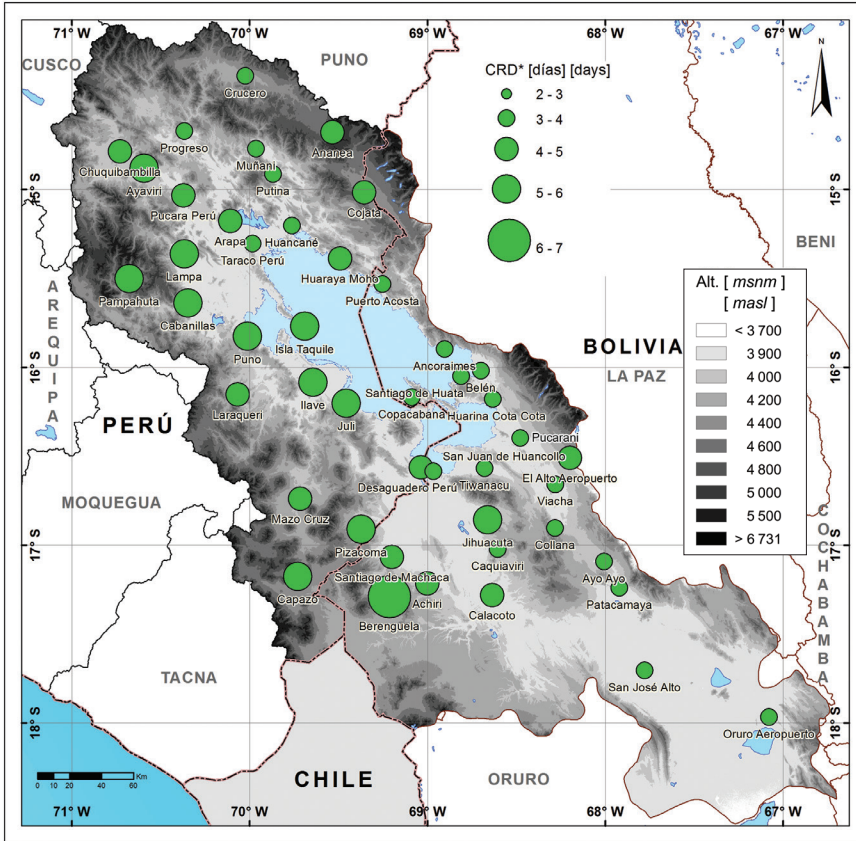 71°W
70°W
69°W
68°W
67°W
CUSCO
PUNO
Crucero
CRD* [días] [days]
2 - 3
3 - 4
4 - 5
5 - 6
6 - 7
N
Progreso
Muñani
Ananea
Chuquibambilla
Ayaviri
Putina
15°S
15°S
Pucara Perú
Cojata
Arapa
Huancané
Taraco Perú
BENI
Lampa
Huaraya Moho
Pampahuta
Puerto Acosta
Cabanillas
AREQUIPA
Alt. [ msnm ]
[ masl ]
< 3 700
3 900
4 000
4 200
4 400
4 600
4 800
5 000
5 500
> 6 731
Puno
Isla Taquile
16°S
16°S
BOLIVIA
LA PAZ
Ancoraimes
Belén
Santiago de Huata
Laraqueri
Ilave
Juli
Copacabana
Huarina Cota Cota
PERÚ
Pucarani
San Juan de Huancollo
Desaguadero Perú
Tiwanacu
El Alto Aeropuerto
Viacha
MOQUEGUA
Mazo Cruz
COCHABAMBA
17°S
17°S
Pizacoma
Jihuacuta
Collana
Caquiaviri
Santiago de Machaca
Ayo Ayo
Capazo
Achiri
Patacamaya
Berenguela
Calacoto
TACNA
San José Alto
18°S
18°S
Oruro Aeropuerto
CHILE
ORURO
Km
0 10 20 40 60
71°W
70°W
69°W
68°W
67°W